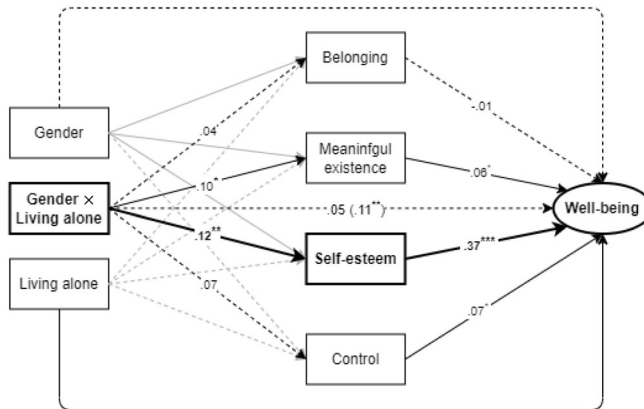 Belonging
-.01
Gender
.04
Meaninfgul
existence
.06*
.10*
Gender ×
Living alone
.05 (.11**)
Well-being
.12**
Self-esteem
.37***
Living alone
.07
.07*
Control